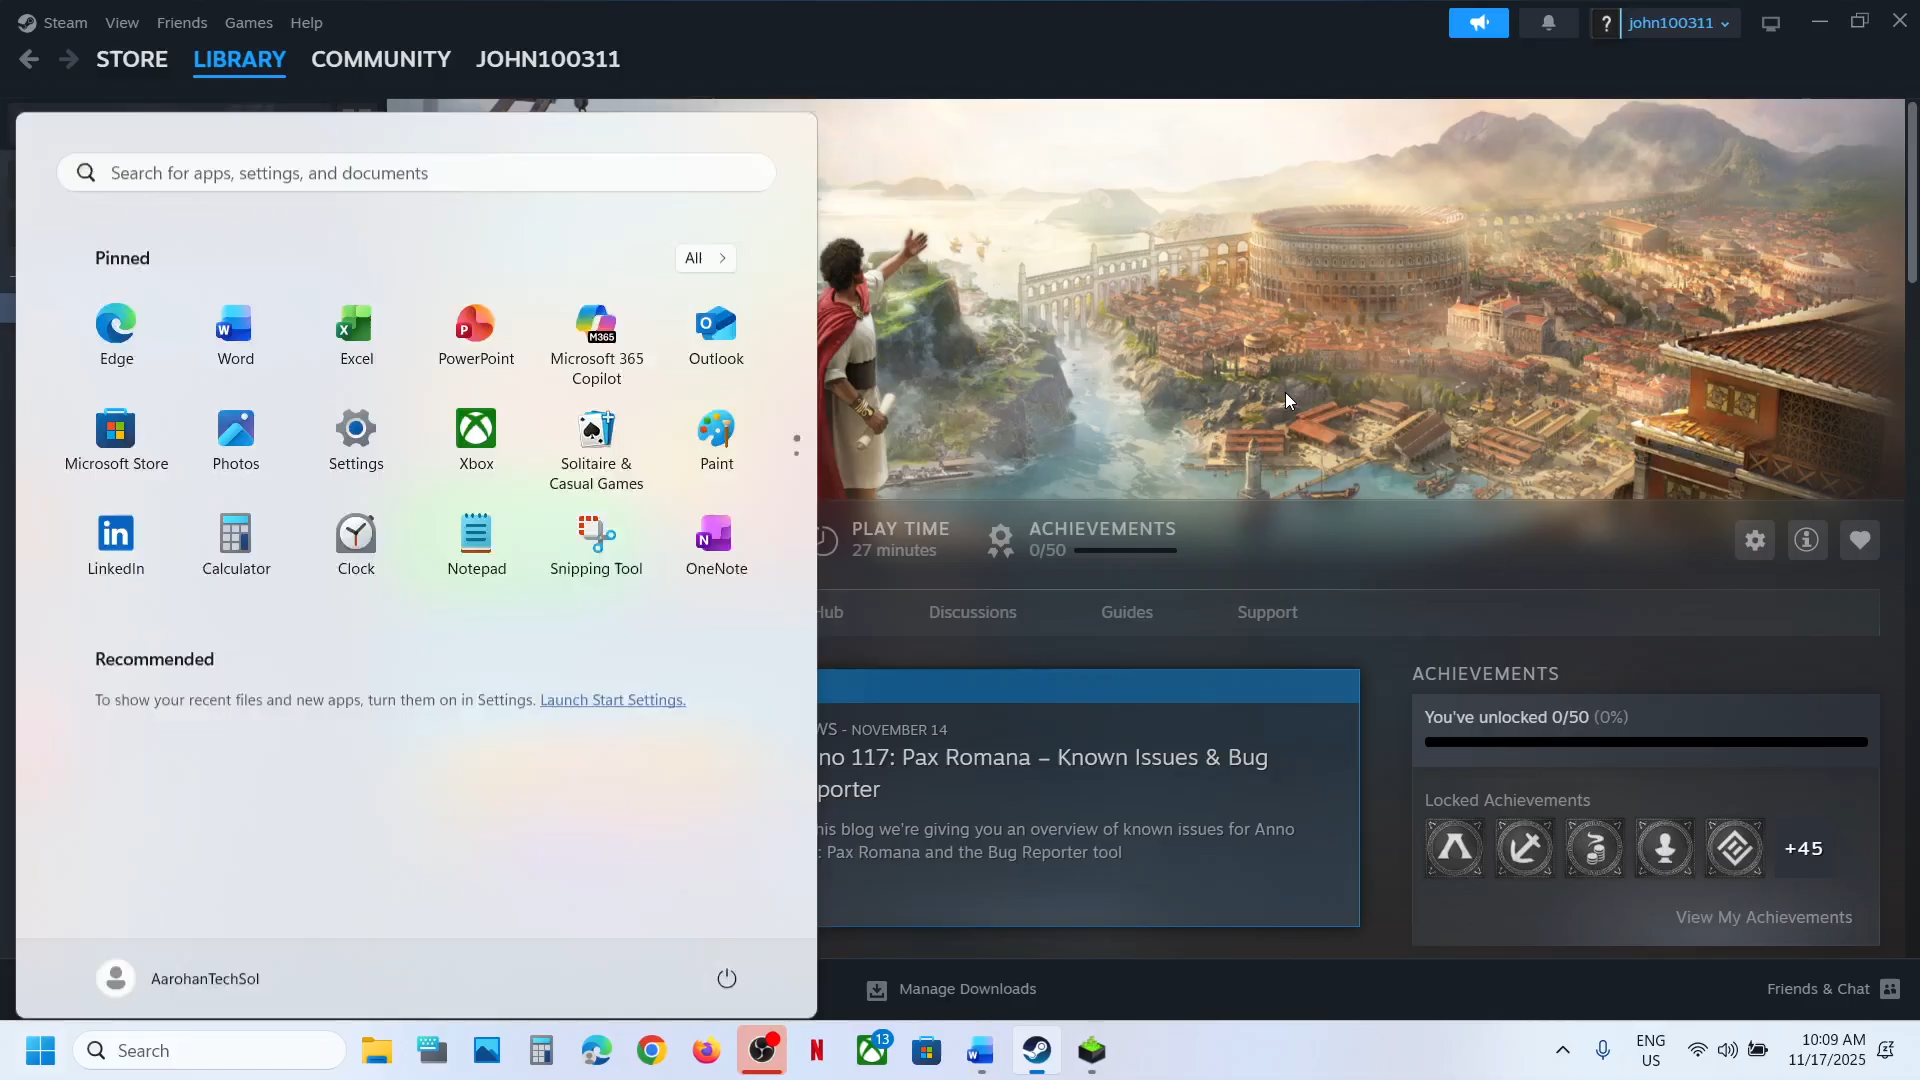 Steam View Friends Games Help
? john100311
STORE LIBRARY COMMUNITY JOHN100311
Search for apps, settings, and documents
Pinned
All
Edge Word Excel PowerPoint Microsoft 365 Copilot Outlook
Microsoft Store Photos Settings Xbox Solitaire & Casual Games Paint
LinkedIn Calculator Clock Notepad Snipping Tool OneNote
PLAY TIME
27 minutes
ACHIEVEMENTS
0/50
Discussions Guides Support
Recommended
To show your recent files and new apps, turn them on in Settings. Launch Start Settings.
NOVEMBER 14
117: Pax Romana – Known Issues & Bug
blog we're giving you an overview of known issues for Anno
: Pax Romana and the Bug Reporter tool
ACHIEVEMENTS
You've unlocked 0/50 (0%)
Locked Achievements
+45
View My Achievements
AarohanTechSol
Manage Downloads
Friends & Chat
Search
13
ENG
US
10:09 AM
11/17/2025